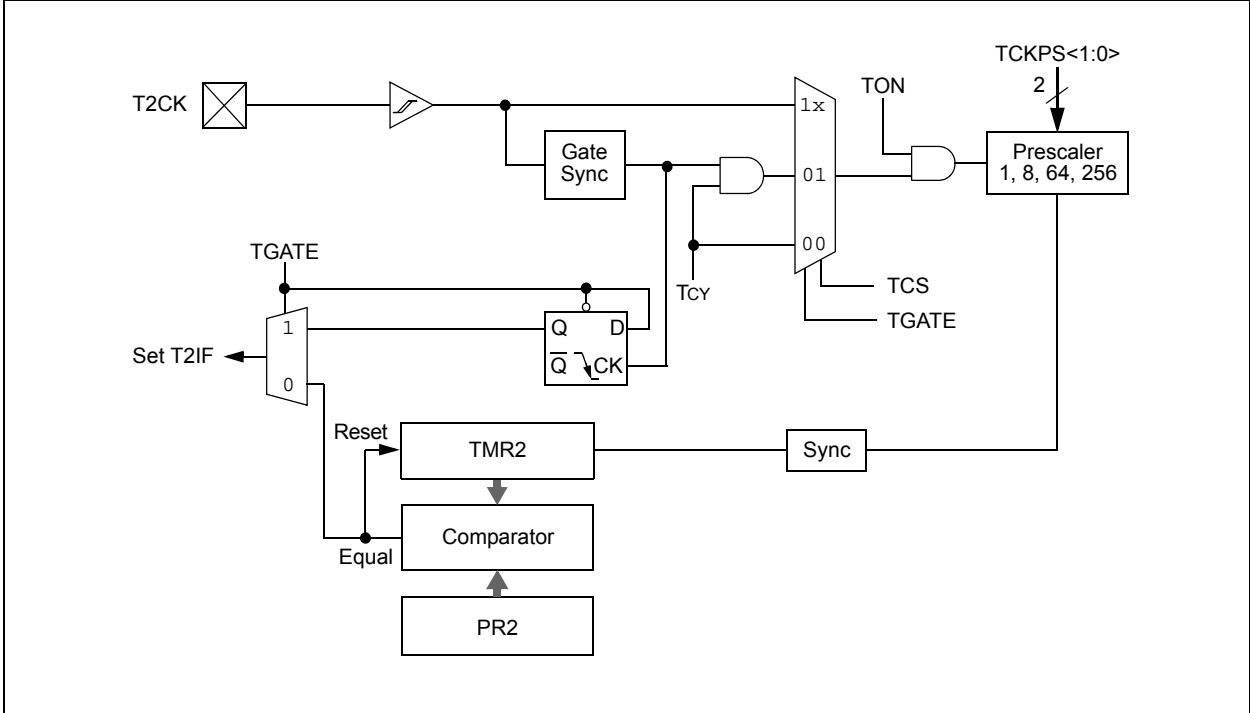 TCKPS<1:0>
2
T2CK
1x
TON
Gate
Sync
Prescaler
1, 8, 64, 256
01
TGATE
00
TCY
TCS
TGATE
1
Q
D
Set T2IF
Q
CK
0
Reset
TMR2
Sync
Comparator
Equal
PR2